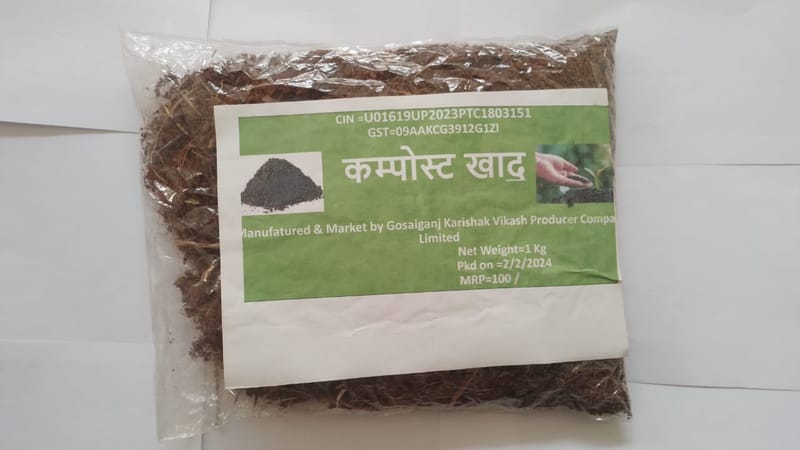 CIN =U01619UP2023PTC1803151
GST=09AAKCG3912G1ZI
कम्पोस्ट खाद
Manufatured & Market by Gosaiganj Karishak Vikash Producer Compa
Limited
Net Weight=1 Kg
Pkd on =2/2/2024
MRP=100 /